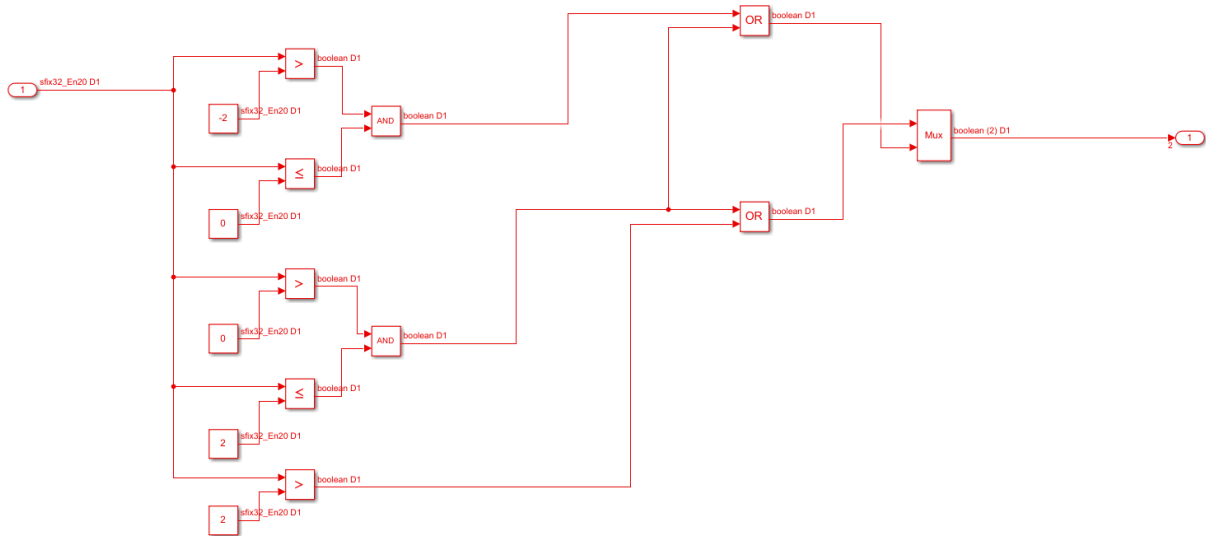 OR
boolean D1
>
boolean D1
1
sfix32_En20 D1
-2
sfix32_En20 D1
AND
boolean D1
Mux
boolean (2) D1
2
1
≤
boolean D1
0
sfix32_En20 D1
OR
boolean D1
>
boolean D1
0
sfix32_En20 D1
AND
boolean D1
≤
boolean D1
2
sfix32_En20 D1
>
boolean D1
2
sfix32_En20 D1